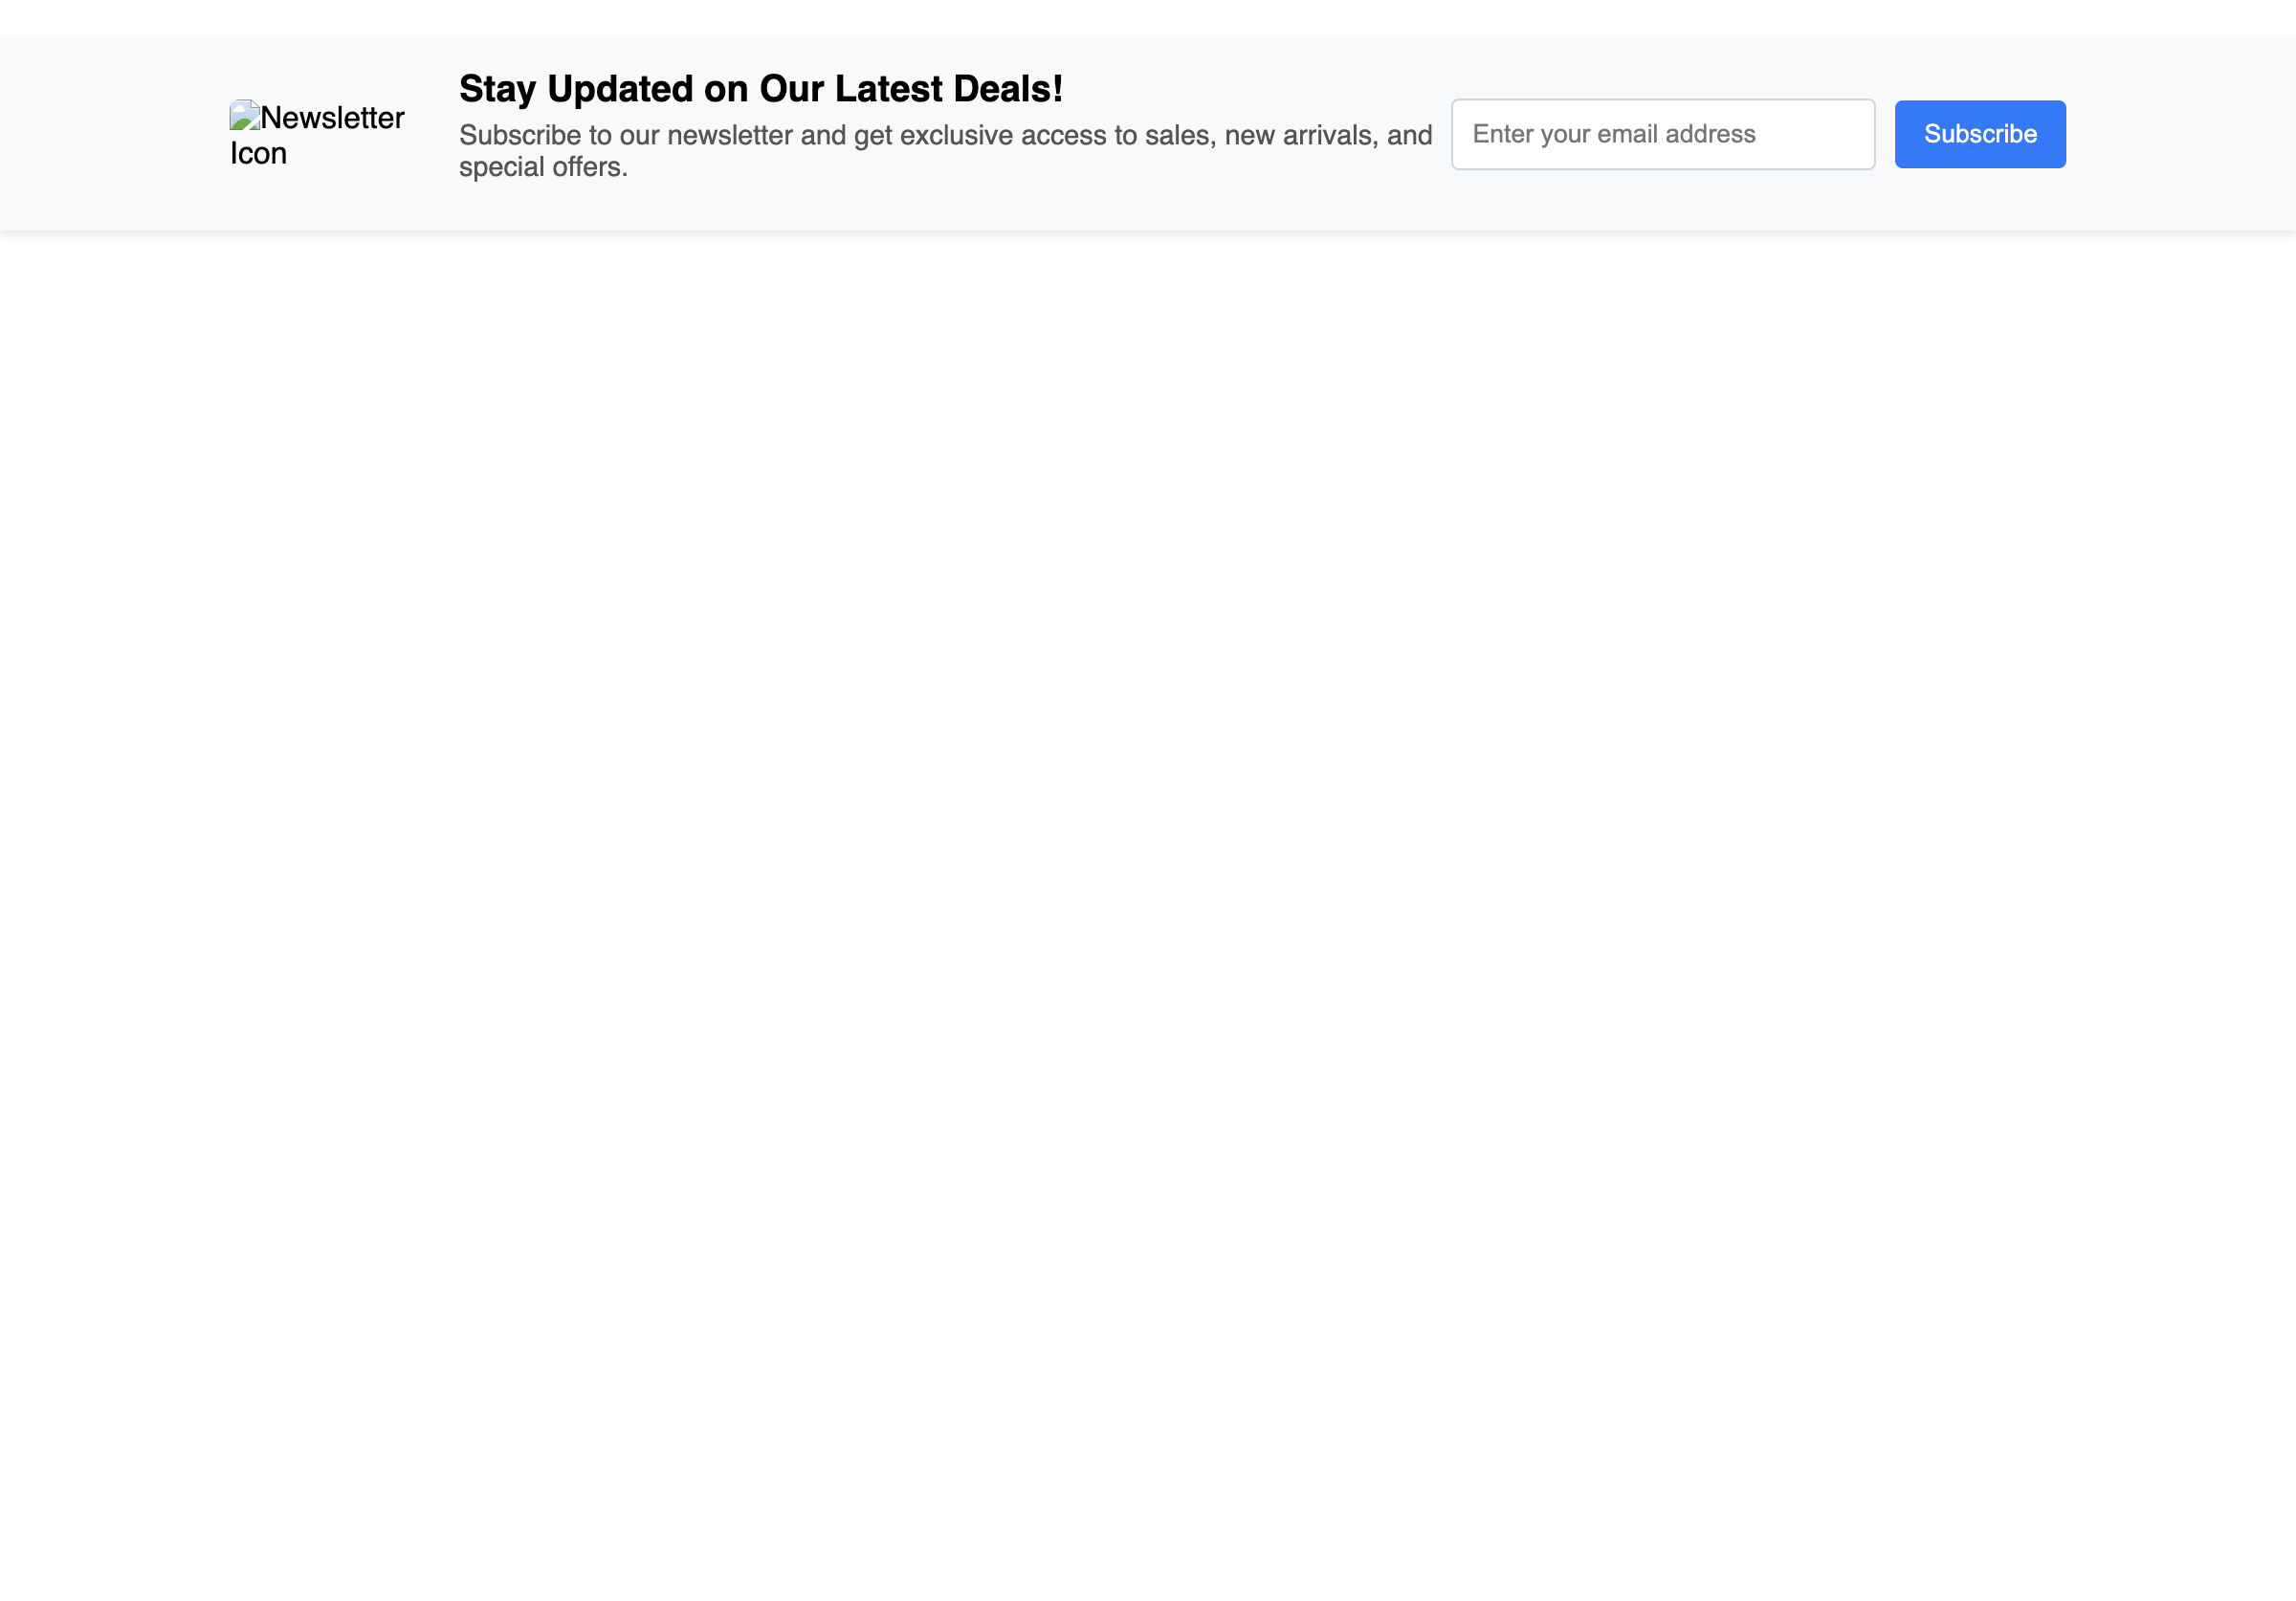 Newsletter
Icon
Stay Updated on Our Latest Deals!
Subscribe to our newsletter and get exclusive access to sales, new arrivals, and
special offers.
Enter your email address
Subscribe